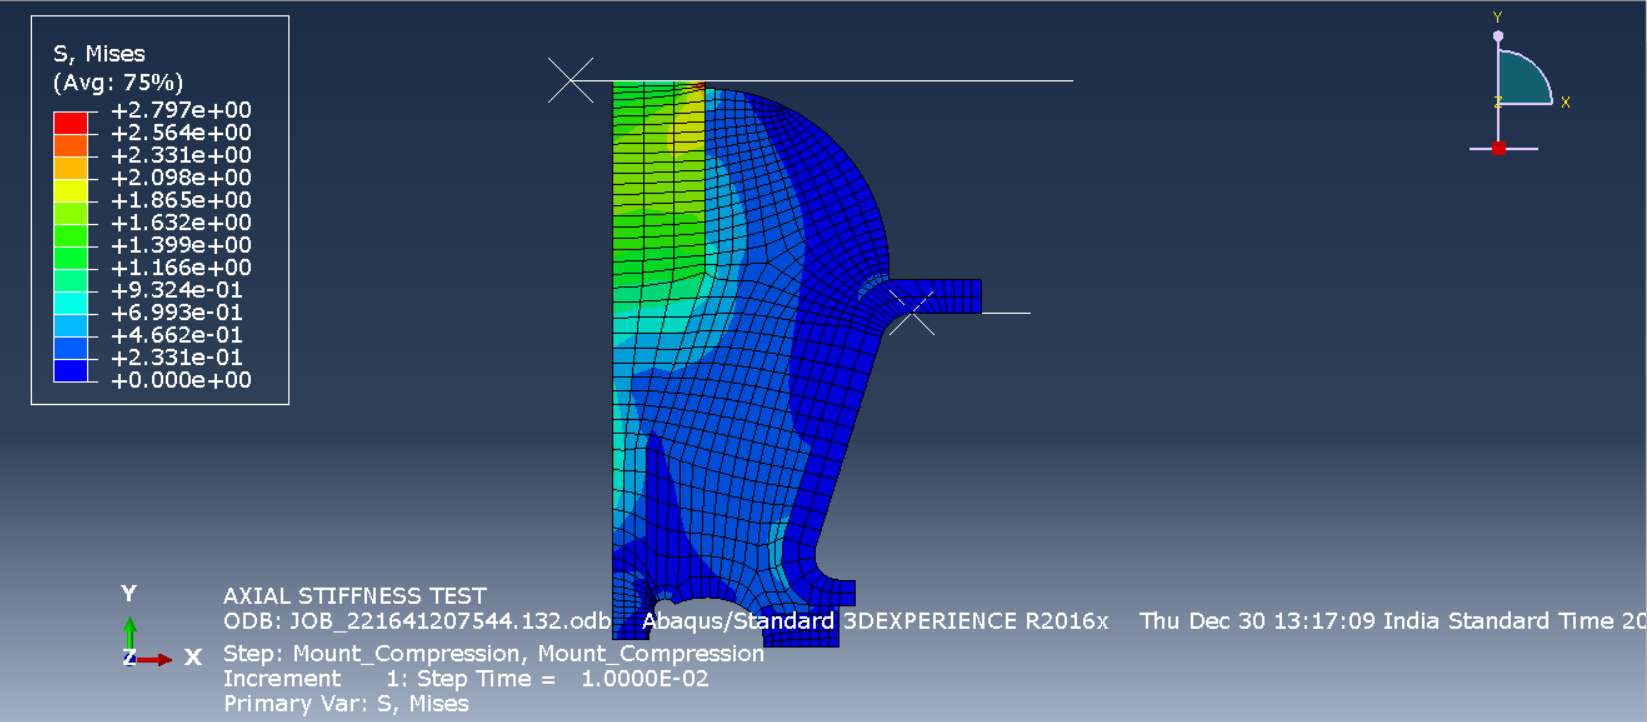 S, Mises
(Avg: 75%)
+2.797e+00
+2.564e+00
+2.331e+00
+2.098e+00
+1.865e+00
+1.632e+00
+1.399e+00
+1.166e+00
+9.324e-01
+6.993e-01
+4.662e-01
+2.331e-01
+0.000e+00
Y
Z X
Y
Z X
AXIAL STIFFNESS TEST
ODB: JOB_221641207544.132.odb Abaqus/Standard 3DEXPERIENCE R2016x Thu Dec 30 13:17:09 India Standard Time 20
Step: Mount_Compression, Mount_Compression
Increment 1: Step Time = 1.0000E-02
Primary Var: S, Mises